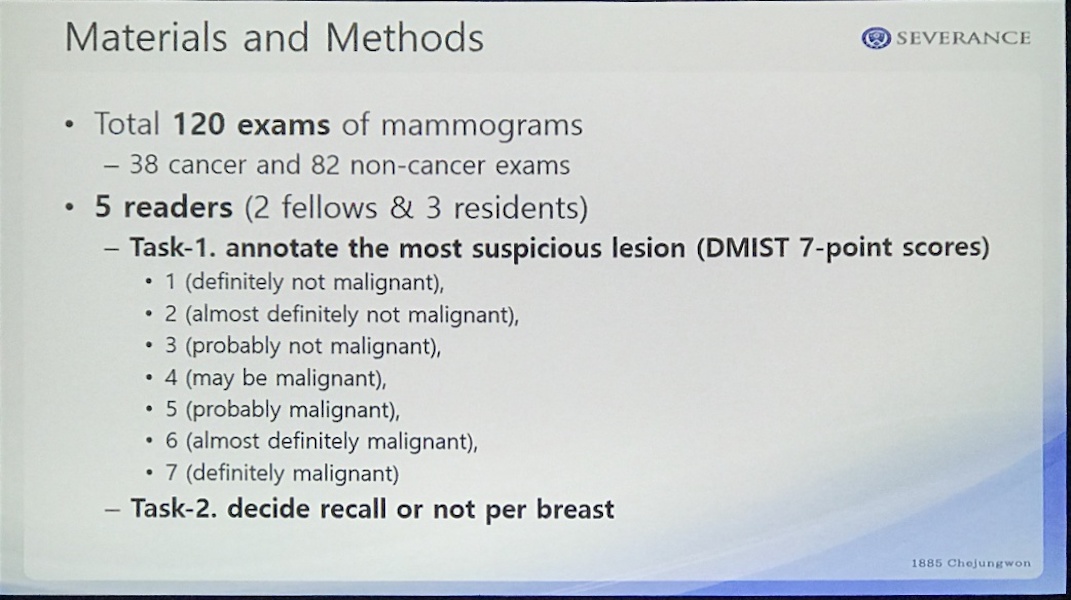 Materials and Methods
SEVERANCE
• Total 120 exams of mammograms
– 38 cancer and 82 non-cancer exams
• 5 readers (2 fellows & 3 residents)
– Task-1. annotate the most suspicious lesion (DMIST 7-point scores)
• 1 (definitely not malignant),
• 2 (almost definitely not malignant),
• 3 (probably not malignant),
• 4 (may be malignant),
• 5 (probably malignant),
• 6 (almost definitely malignant),
• 7 (definitely malignant)
– Task-2. decide recall or not per breast
1885 Chejungwon